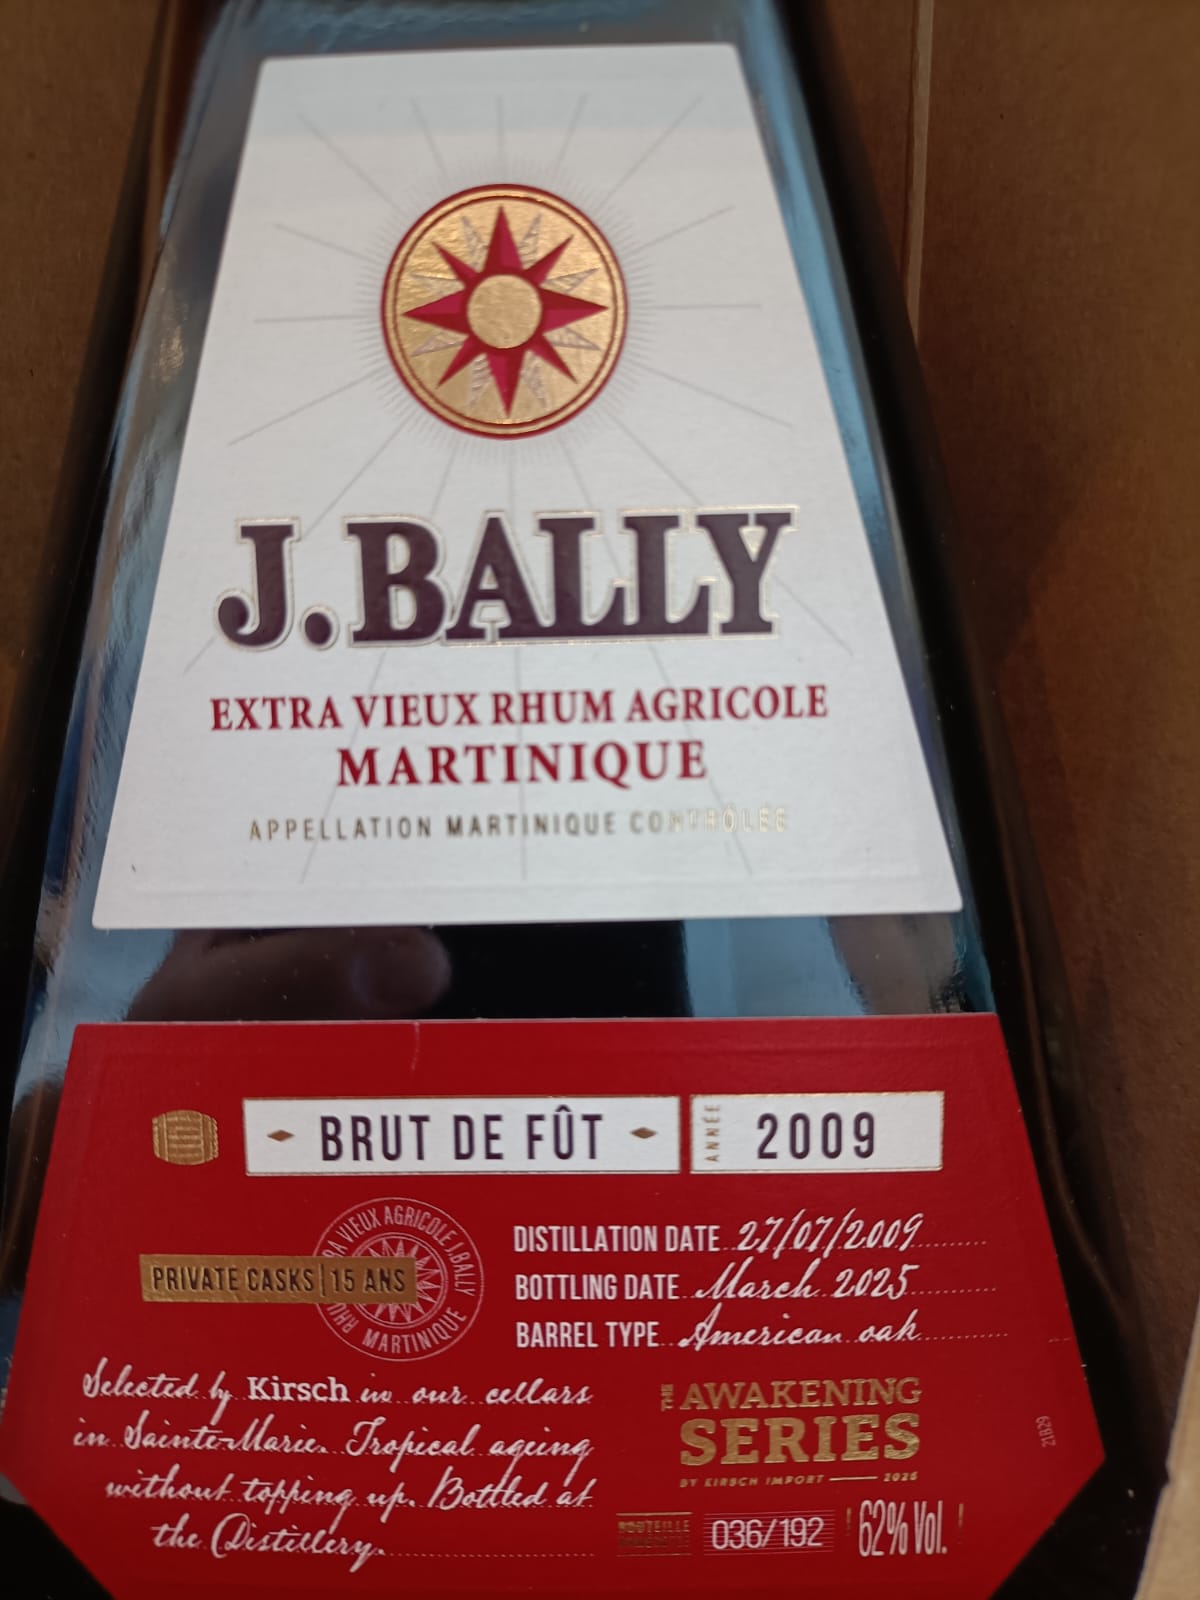 J.BALLY
EXTRA VIEUX RHUM AGRICOLE
MARTINIQUE
APPELLATION MARTINIQUE CONTRÔLÉE
BRUT DE FÛT
ANNÉE
2009
PRIVATE CASKS | 15 ANS
VIEUX AGRICOLE J.BALLY
MARTINIQUE
RHU
DISTILLATION DATE 27/07/2009
BOTTLING DATE March 2025
BARREL TYPE American oak
Selected by Kirsch in our cellars
in Sainte-Marie. Tropical ageing
without topping up. Bottled at
the Distillery.
THE AWAKENING
SERIES
BY KIRSCH IMPORT 2025
21829
BOUTEILLE
036/192
62% Vol.